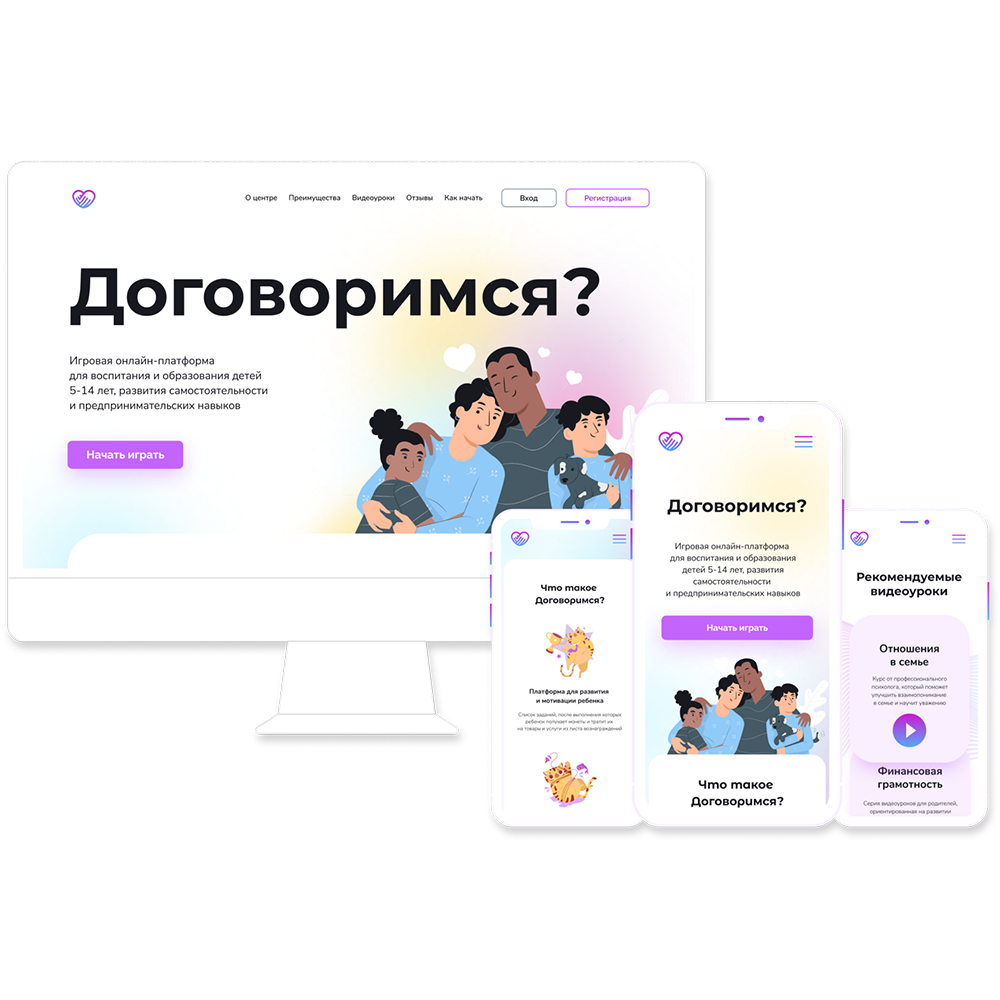 О центре Преимущества Видеоуроки Отзывы Как начать Вход Регистрация
Договоримся?
Игровая онлайн-платформа
для воспитания и образования детей
5-14 лет, развития самостоятельности
и предпринимательских навыков
Начать играть
Что такое
Договоримся?
Платформа для развития
и мотивации ребенка
Список заданий, после выполнения которых
ребенок получает монеты и тратит их
на товары и услуги из листа вознаграждений
Договоримся?
Игровая онлайн-платформа
для воспитания и образования
детей 5-14 лет, развития
самостоятельности
и предпринимательских навыков
Начать играть
Что такое
Договоримся?
Рекомендуемые
видеоуроки
Отношения
в семье
Курс от профессионального
психолога, который поможет
улучшить взаимопонимание
в семье и научит уважению
Финансовая
грамотность
Серия видеоуроков для родителей,
ориентированная на развитии